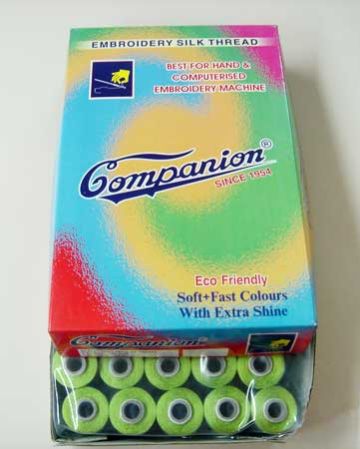 EMBROIDERY SILK THREAD
BEST FOR HAND &
COMPUTERISED
EMBROIDERY MACHINE
Companion®
SINCE 1954
Eco Friendly
Soft+Fast Colours
With Extra Shine
Companion®